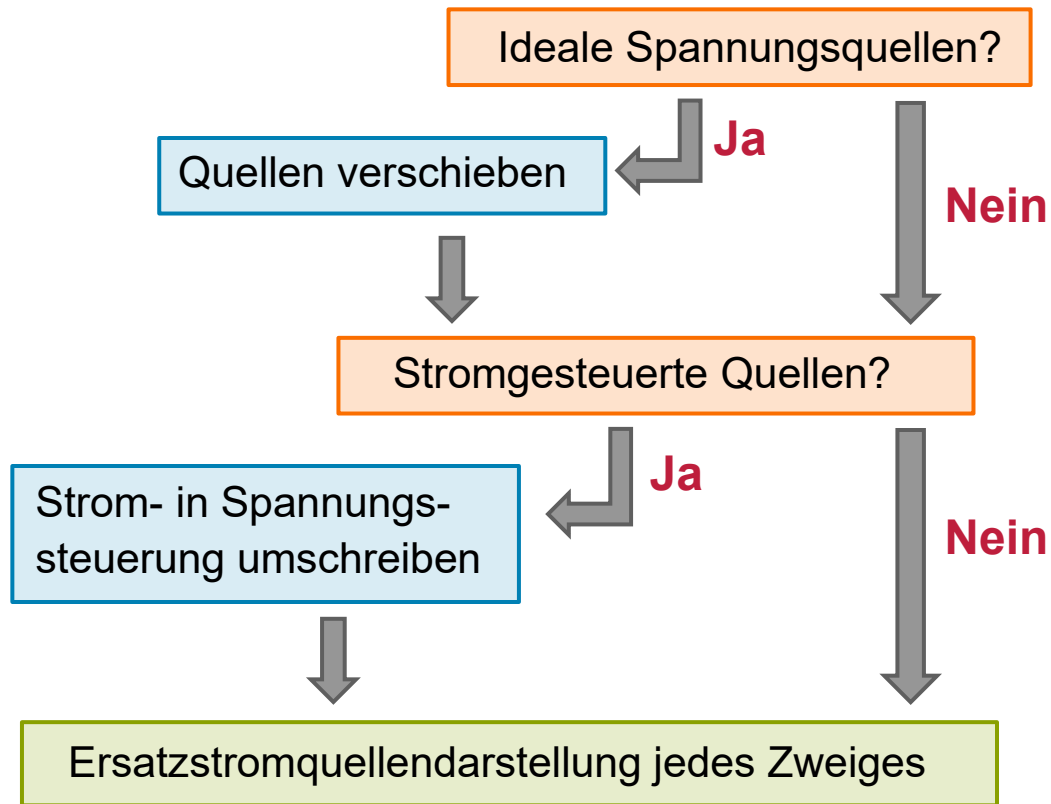 Ideale Spannungsquellen?
Ja
Quellen verschieben
Nein
Stromgesteuerte Quellen?
Ja
Strom- in Spannungs-
steuerung umschreiben
Nein
Ersatzstromquellendarstellung jedes Zweiges